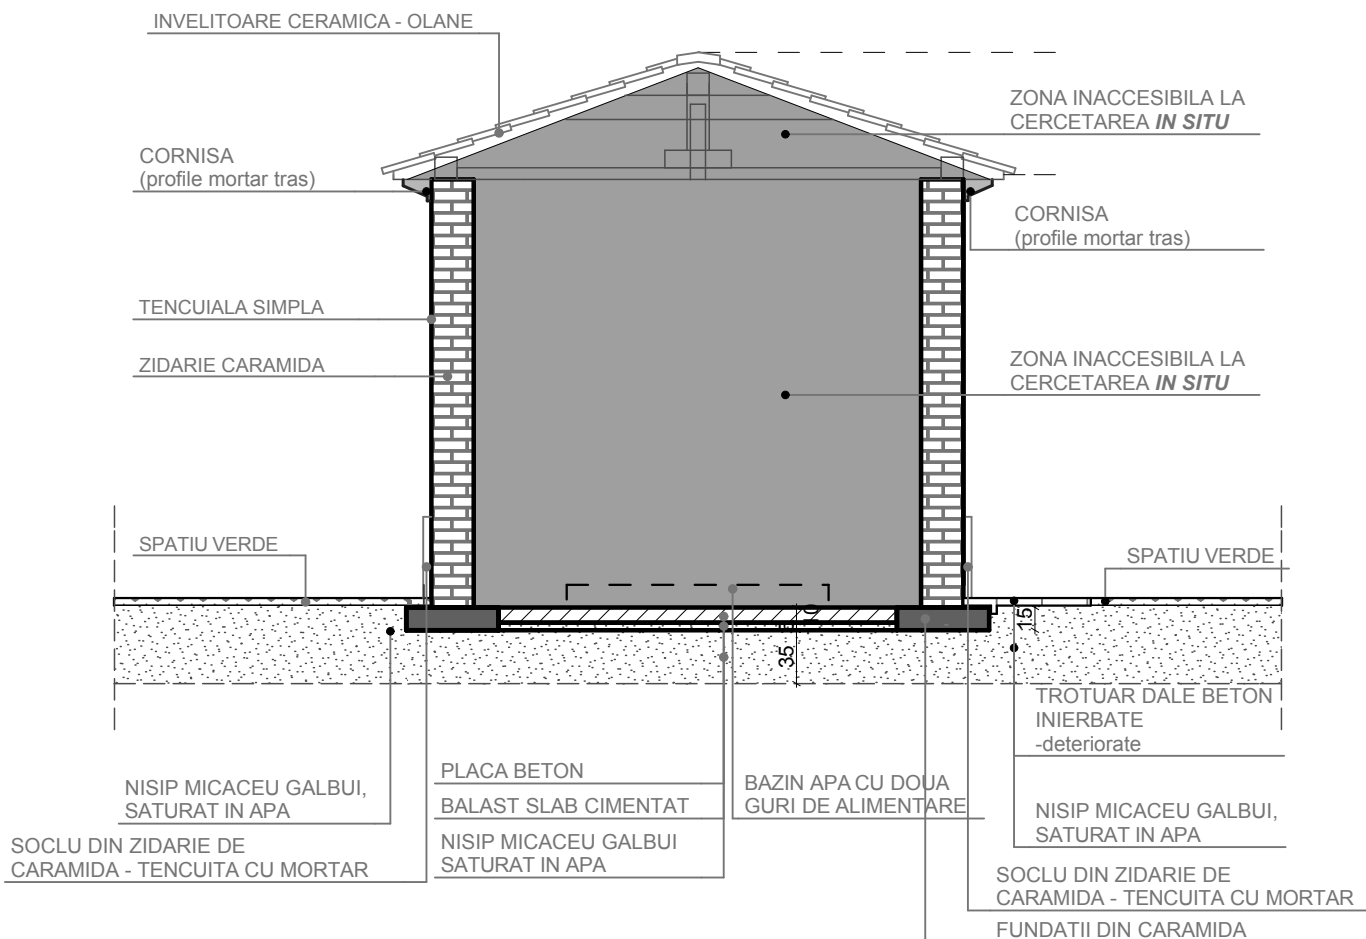 INVELITOARE CERAMICA - OLANE
ZONA INACCESIBILA LA
CERCETAREA IN SITU
CORNISA
(profile mortar tras)
CORNISA
(profile mortar tras)
TENCUIALA SIMPLA
ZIDARIE CARAMIDA
ZONA INACCESIBILA LA
CERCETAREA IN SITU
SPATIU VERDE
SPATIU VERDE
15
35
TROTUAR DALE BETON
INIERBATE
-deteriorate
PLACA BETON
BALAST SLAB CIMENTAT
NISIP MICACEU GALBUI
SATURAT IN APA
BAZIN APA CU DOUA
GURI DE ALIMENTARE
NISIP MICACEU GALBUI,
SATURAT IN APA
NISIP MICACEU GALBUI,
SATURAT IN APA
SOCLU DIN ZIDARIE DE
CARAMIDA - TENCUITA CU MORTAR
SOCLU DIN ZIDARIE DE
CARAMIDA - TENCUITA CU MORTAR
FUNDATII DIN CARAMIDA